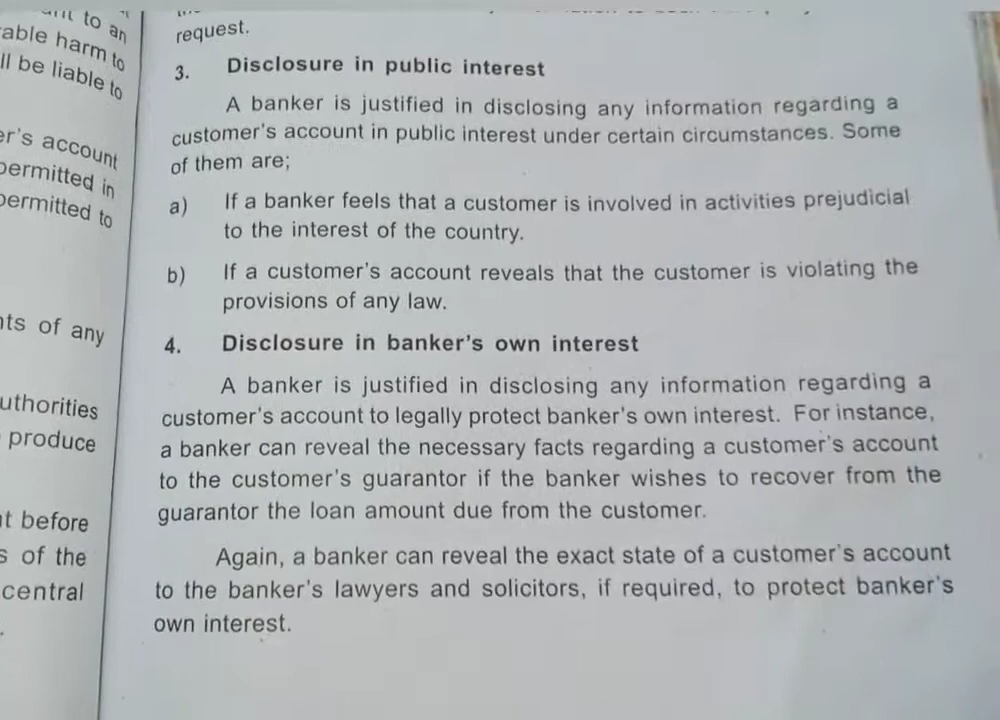 to an
able harm to
ll be liable to
er's account
permitted in
permitted to
nts of any
uthorities
produce
t before
s of the
central
request.
3. Disclosure in public interest
A banker is justified in disclosing any information regarding a
customer's account in public interest under certain circumstances. Some
of them are;
a) If a banker feels that a customer is involved in activities prejudicial
to the interest of the country.
b) If a customer's account reveals that the customer is violating the
provisions of any law.
4. Disclosure in banker's own interest
A banker is justified in disclosing any information regarding a
customer's account to legally protect banker's own interest. For instance,
a banker can reveal the necessary facts regarding a customer's account
to the customer's guarantor if the banker wishes to recover from the
guarantor the loan amount due from the customer.
Again, a banker can reveal the exact state of a customer's account
to the banker's lawyers and solicitors, if required, to protect banker's
own interest.